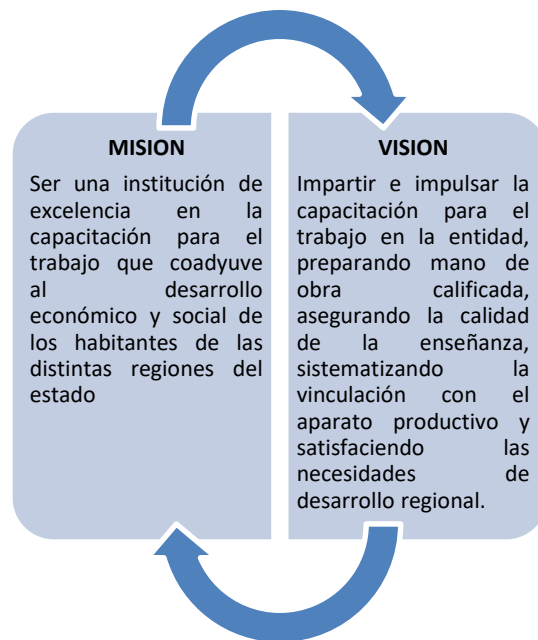 MISION
Ser una institución de
excelencia en la
capacitación para el
trabajo que coadyuve
al desarrollo
económico y social de
los habitantes de las
distintas regiones del
estado
VISION
Impartir e impulsar la
capacitación para el
trabajo en la entidad,
preparando mano de
obra calificada,
asegurando la calidad
de la enseñanza,
sistematizando la
vinculación con el
aparato productivo y
satisfaciendo las
necesidades de
desarrollo regional.